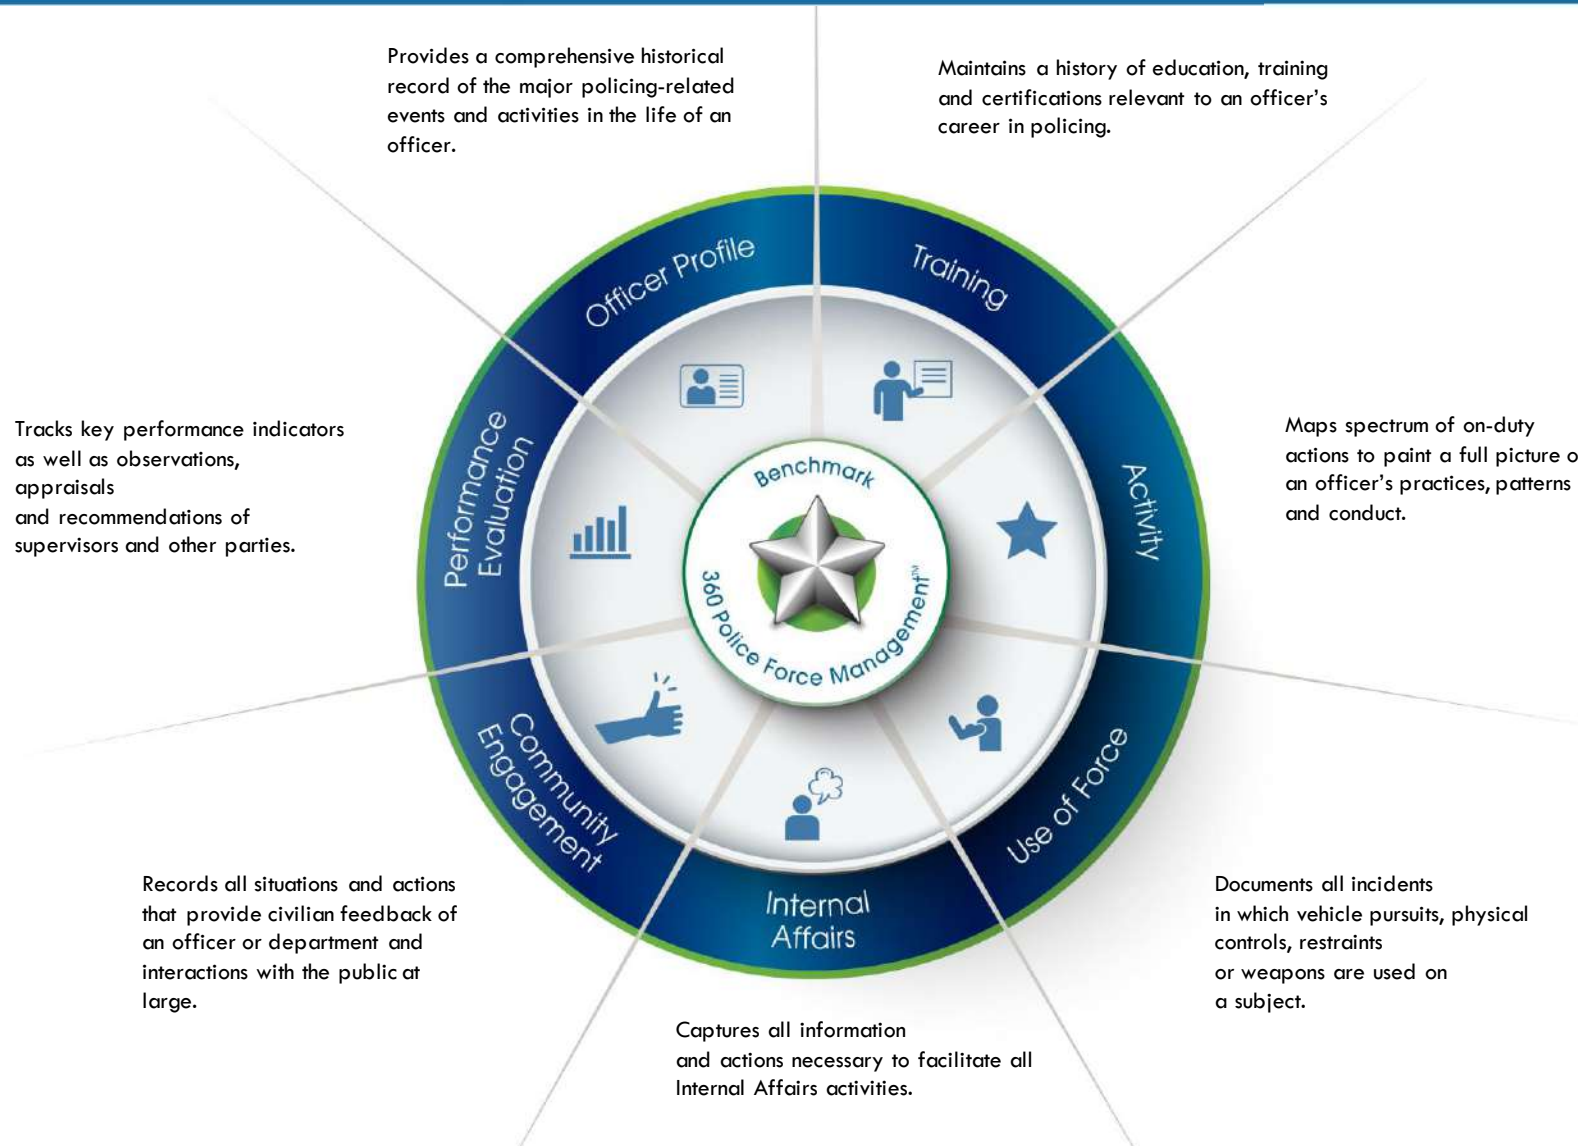 Provides a comprehensive historical
record of the major policing-related
events and activities in the life of an
officer.
Maintains a history of education, training
and certifications relevant to an officer's
career in policing.
Officer Profile
Training
Tracks key performance indicators
as well as observations,
appraisals
and recommendations of
supervisors and other parties.
Performance
Evaluation
Benchmark
360 Police Force Management™
Activity
Maps spectrum of on-duty
actions to paint a full picture o
an officer's practices, patterns
and conduct.
Community
Engagement
Internal
Affairs
Use of Force
Records all situations and actions
that provide civilian feedback of
an officer or department and
interactions with the public at
large.
Documents all incidents
in which vehicle pursuits, physical
controls, restraints
or weapons are used on
a subject.
Captures all information
and actions necessary to facilitate all
Internal Affairs activities.